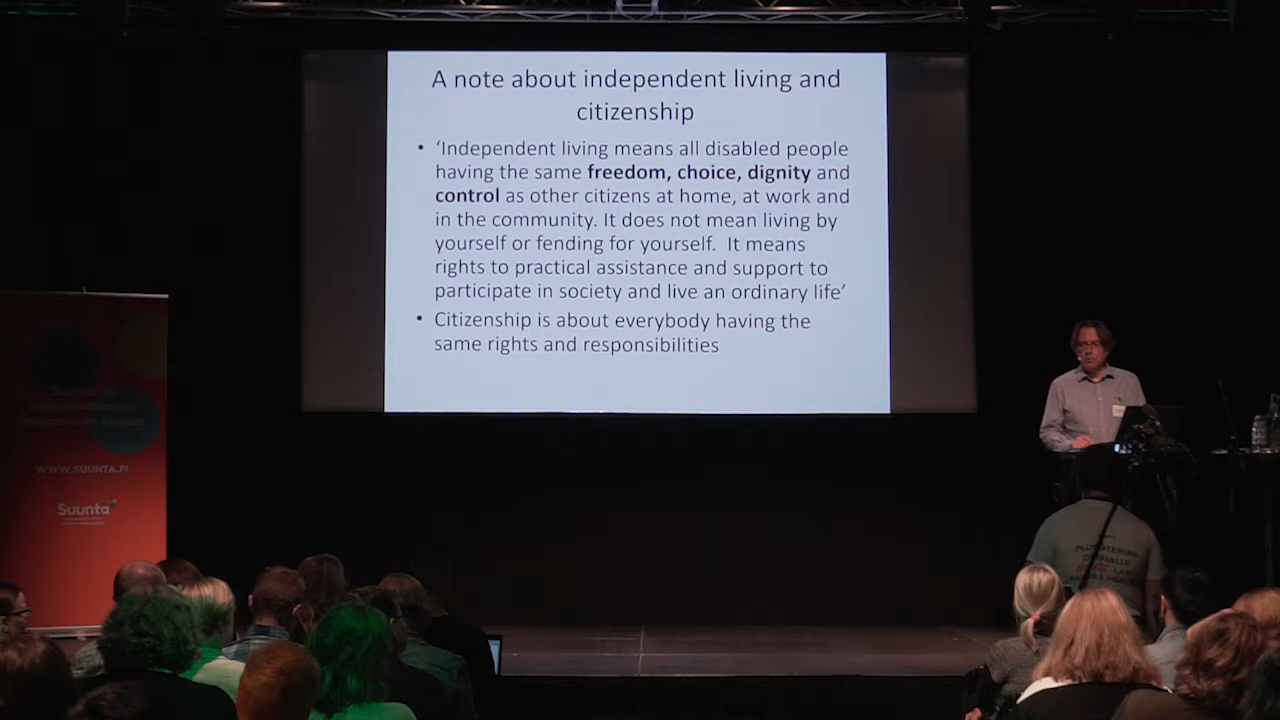 A note about independent living and
citizenship
• ‘Independent living means all disabled people
having the same freedom, choice, dignity and
control as other citizens at home, at work and
in the community. It does not mean living by
yourself or fending for yourself.  It means
rights to practical assistance and support to
participate in society and live an ordinary life’
• Citizenship is about everybody having the
same rights and responsibilities
WWW.SUUNTA.FI
Suunta